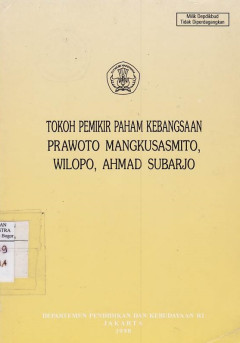 Milik Depdikbud
Tidak Diperdagangkan
TOKOH PEMIKIR PAHAM KEBANGSAAN
PRAWOTO MANGKUSASMITO,
WILOPO, AHMAD SUBARJO
DEPARTEMEN PENDIDIKAN DAN KEBUDAYAAN RI
JAKARTA